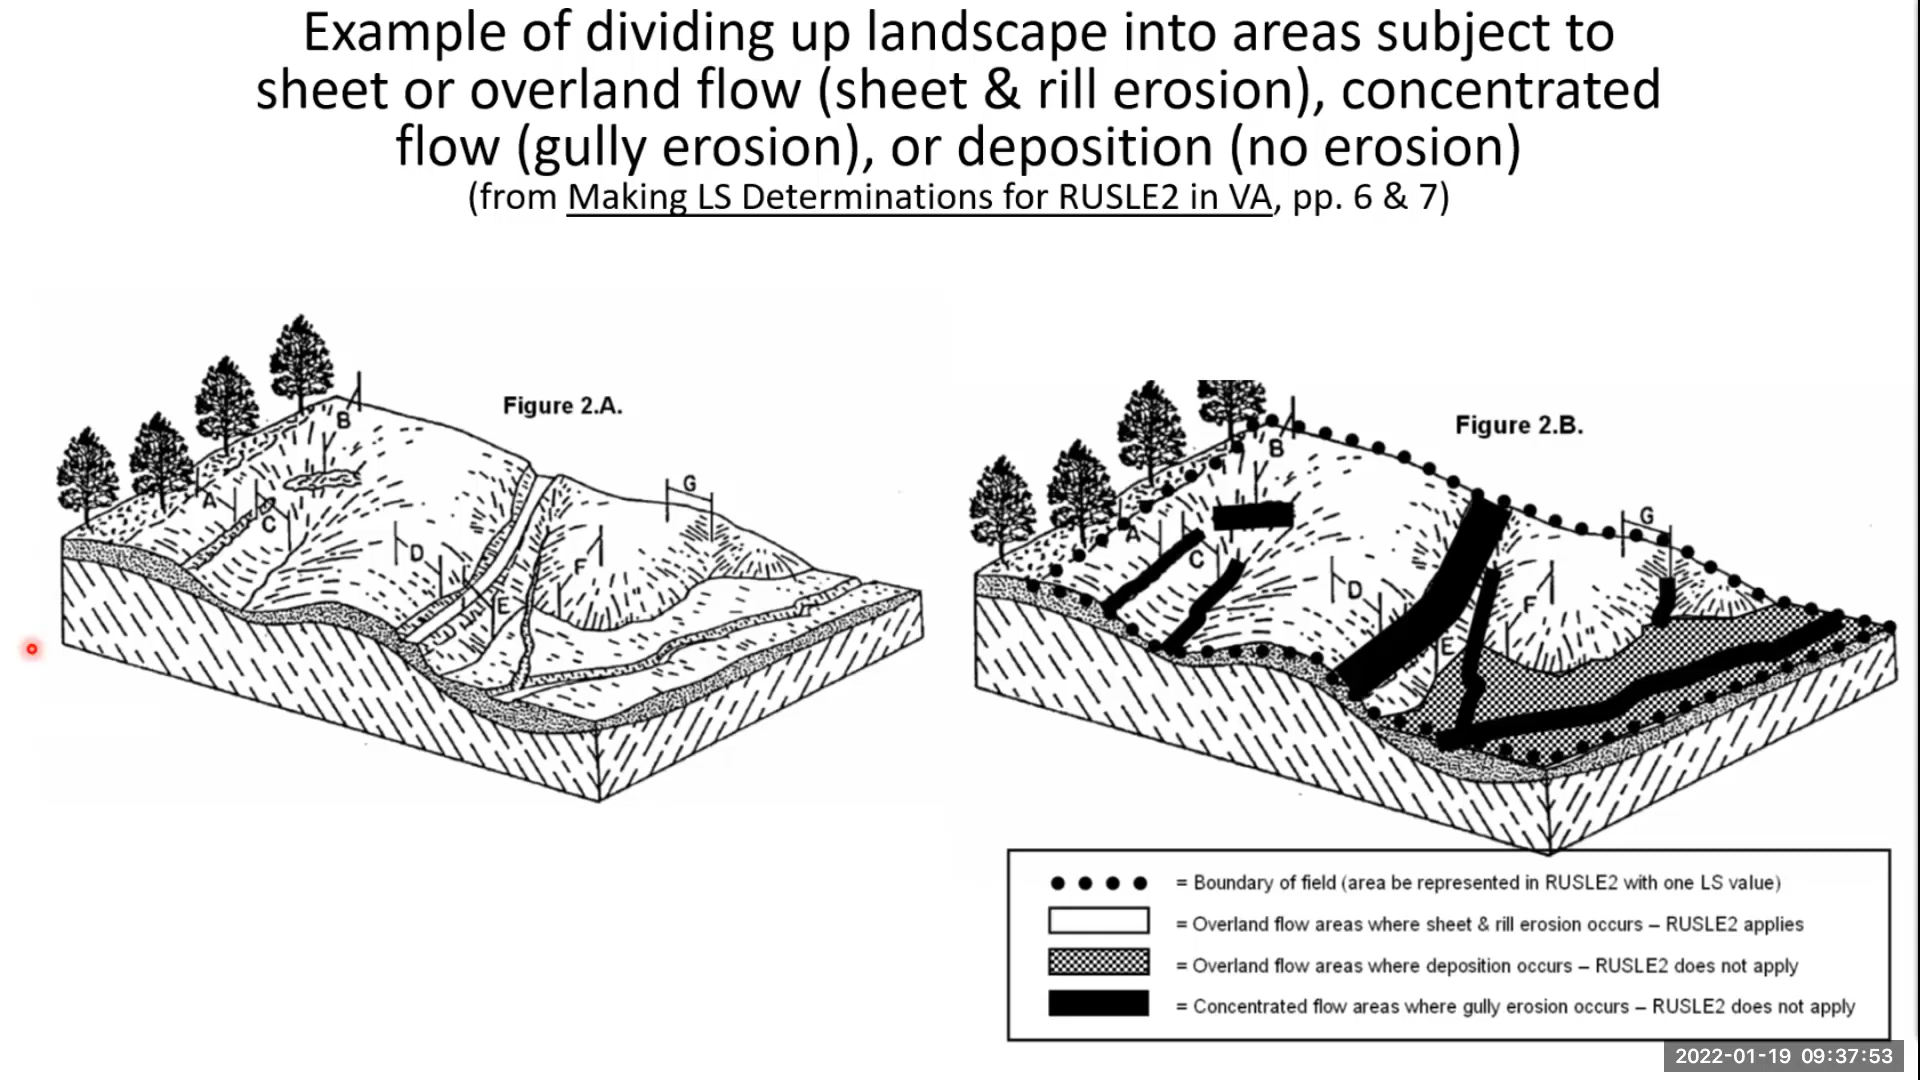 Example of dividing up landscape into areas subject to
sheet or overland flow (sheet & rill erosion), concentrated
flow (gully erosion), or deposition (no erosion)
(from Making LS Determinations for RUSLE2 in VA, pp. 6 & 7)
Figure 2.A.
B
G
A
C
D
F
E
Figure 2.B.
B
G
A
C
D
F
E
= Boundary of field (area be represented in RUSLE2 with one LS value)
= Overland flow areas where sheet & rill erosion occurs – RUSLE2 applies
= Overland flow areas where deposition occurs – RUSLE2 does not apply
= Concentrated flow areas where gully erosion occurs – RUSLE2 does not apply
2022-01-19 09:37:53